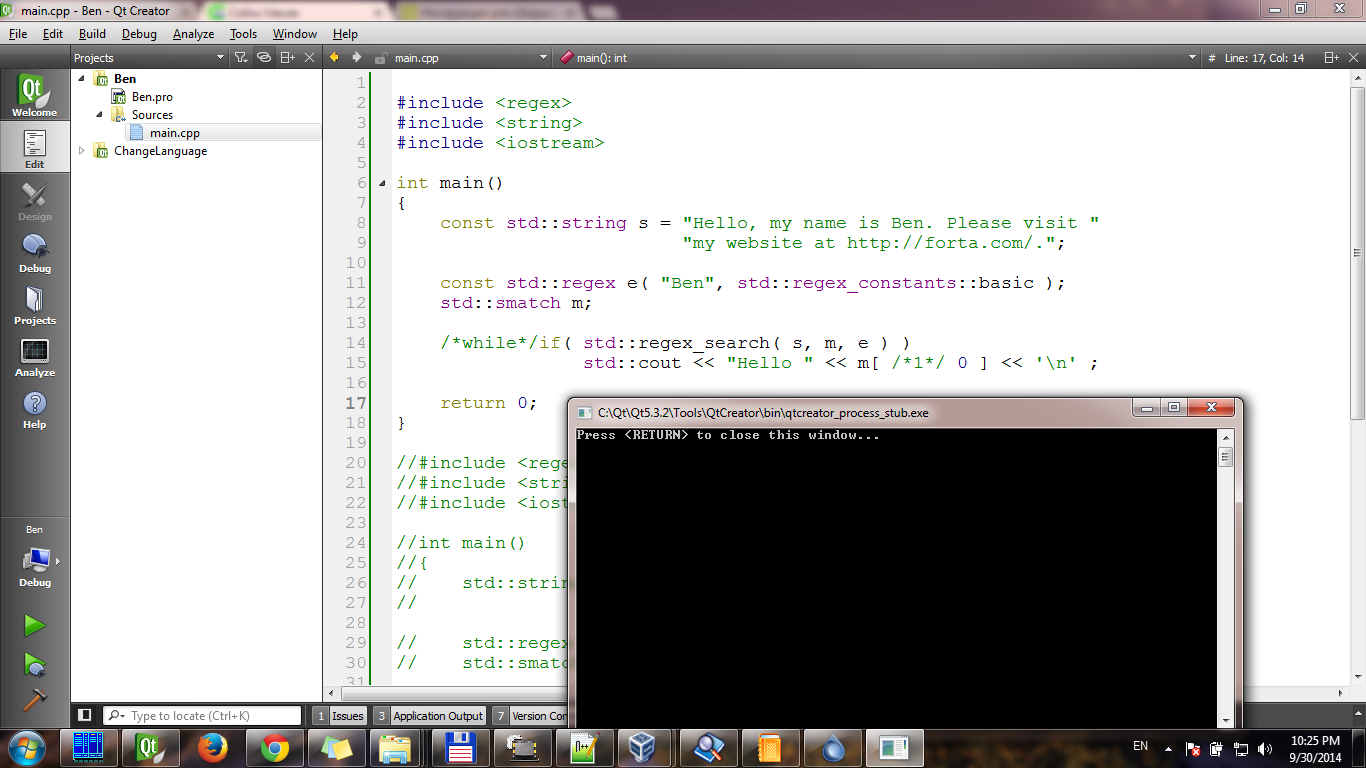 main.cpp - Ben - Qt Creator
File Edit Build Debug Analyze Tools Window Help
Projects main.cpp main(): int # Line: 17, Col: 14
Welcome
Edit
Design
Debug
Projects
Analyze
Help
Ben
Debug
Ben
Ben.pro
Sources
main.cpp
ChangeLanguage
1
2 #include <regex>
3 #include <string>
4 #include <iostream>
5
6 int main()
7 {
8 const std::string s = "Hello, my name is Ben. Please visit "
9 "my website at http://forta.com/.";
10
11 const std::regex e( "Ben", std::regex_constants::basic );
12 std::smatch m;
13
14 /*while*/if( std::regex_search( s, m, e ) )
15 std::cout << "Hello " << m[ /*1*/ 0 ] << '\n' ;
16
17 return 0;
18 }
19
20 //#include <rege
21 //#include <stri
22 //#include <iost
23
24 //int main()
25 //{
26 // std::string
27 //
28
29 // std::regex
30 // std::smatc
31
C:\Qt\Qt5.3.2\Tools\QtCreator\bin\qtcreator_process_stub.exe
Press <RETURN> to close this window...
Type to locate (Ctrl+K) 1 Issues 3 Application Output 7 Version Con
EN 10:25 PM
9/30/2014